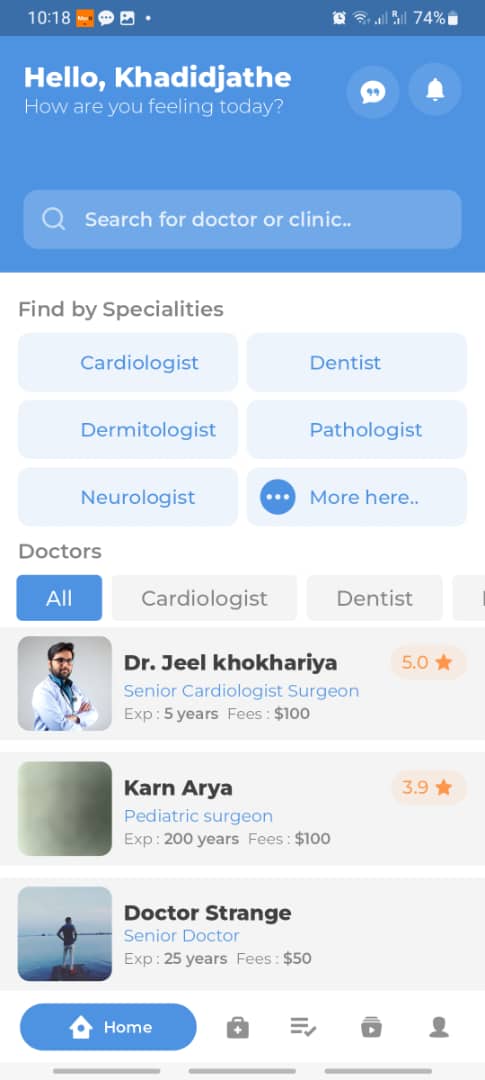 10:18
74%
Hello, Khadidjathe
How are you feeling today?
Search for doctor or clinic..
Find by Specialities
Cardiologist
Dentist
Dermitologist
Pathologist
Neurologist
More here..
Doctors
All
Cardiologist
Dentist
Dr. Jeel khokhariya
5.0
Senior Cardiologist Surgeon
Exp : 5 years Fees : $100
Karn Arya
3.9
Pediatric surgeon
Exp : 200 years Fees : $100
Doctor Strange
Senior Doctor
Exp : 25 years Fees : $50
Home